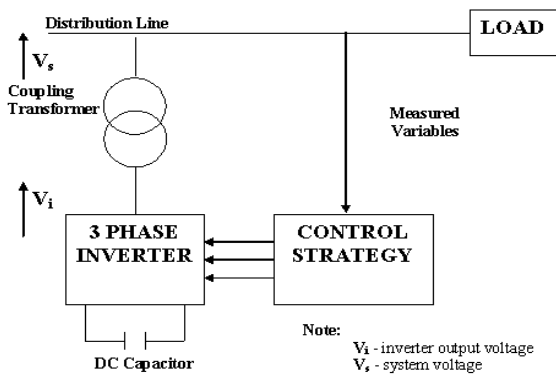 Distribution Line
LOAD
Vs
Coupling
Transformer
Measured
Variables
Vi
3 PHASE
INVERTER
CONTROL
STRATEGY
DC Capacitor
Note:
Vi - inverter output voltage
Vs - system voltage